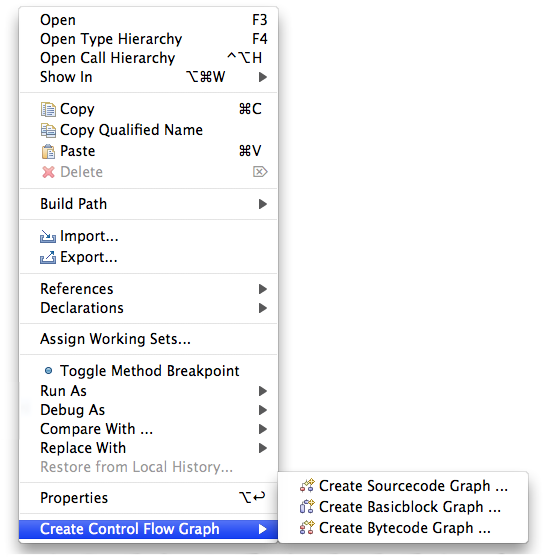 Open F3
Open Type Hierarchy F4
Open Call Hierarchy ^⌥H
Show In ⌥⌘W ▶
Copy ⌘C
Copy Qualified Name
Paste ⌘V
Delete ⌦
Build Path ▶
Import...
Export...
References ▶
Declarations ▶
Assign Working Sets...
Toggle Method Breakpoint
Run As ▶
Debug As ▶
Compare With ... ▶
Replace With ▶
Restore from Local History...
Properties ⌥↩
Create Control Flow Graph ▶
Create Sourcecode Graph ...
Create Basicblock Graph ...
Create Bytecode Graph ...